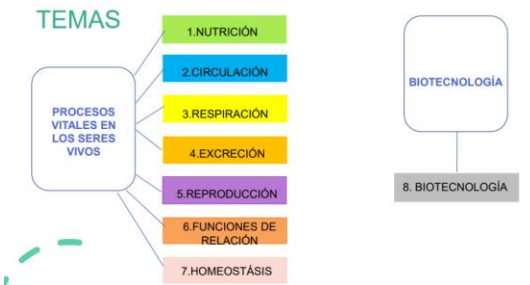 TEMAS
PROCESOS
VITALES EN
LOS SERES
VIVOS
1.NUTRICIÓN
2.CIRCULACIÓN
3.RESPIRACIÓN
4.EXCRECIÓN
5.REPRODUCCIÓN
6.FUNCIONES DE
RELACIÓN
7.HOMEOSTÁSIS
BIOTECNOLOGÍA
8. BIOTECNOLOGÍA